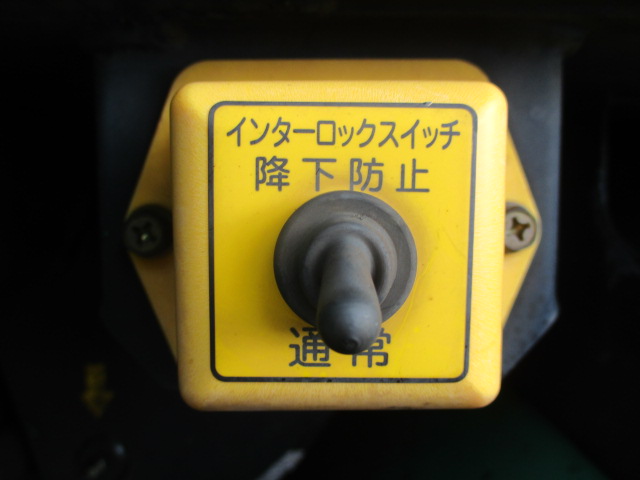 インターロックスイッチ
降下防止
通常